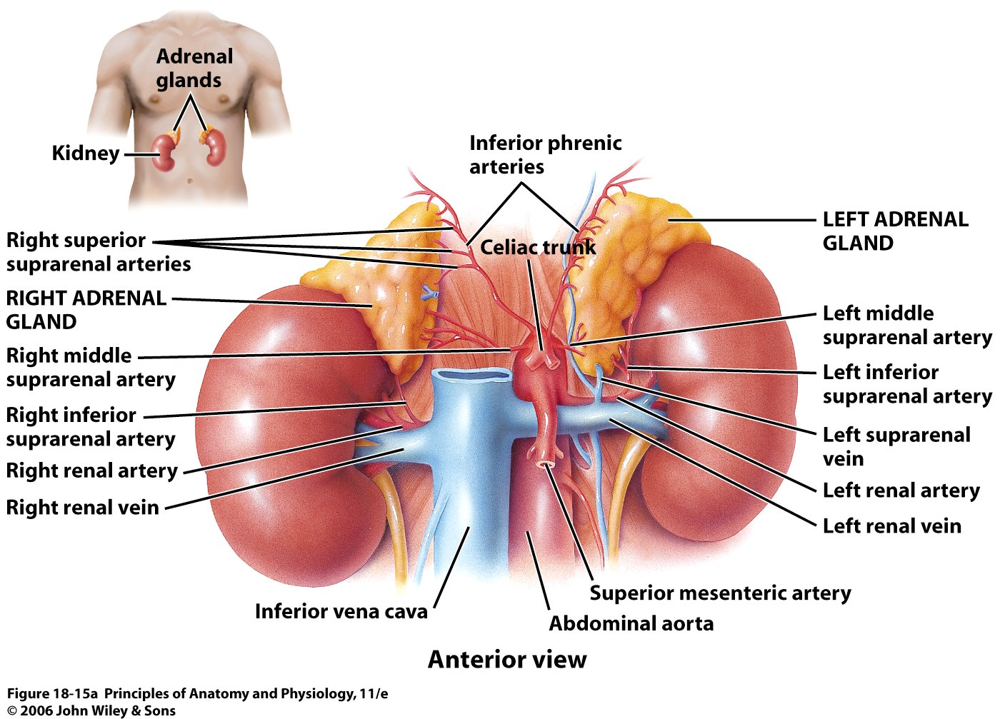 Adrenal
glands
Kidney
Inferior phrenic
arteries
Celiac trunk
Right superior
suprarenal arteries
RIGHT ADRENAL
GLAND
Right middle
suprarenal artery
Right inferior
suprarenal artery
Right renal artery
Right renal vein
LEFT ADRENAL
GLAND
Left middle
suprarenal artery
Left inferior
suprarenal artery
Left suprarenal
vein
Left renal artery
Left renal vein
Inferior vena cava
Superior mesenteric artery
Abdominal aorta
Anterior view
Figure 18-15a Principles of Anatomy and Physiology, 11/e
© 2006 John Wiley & Sons